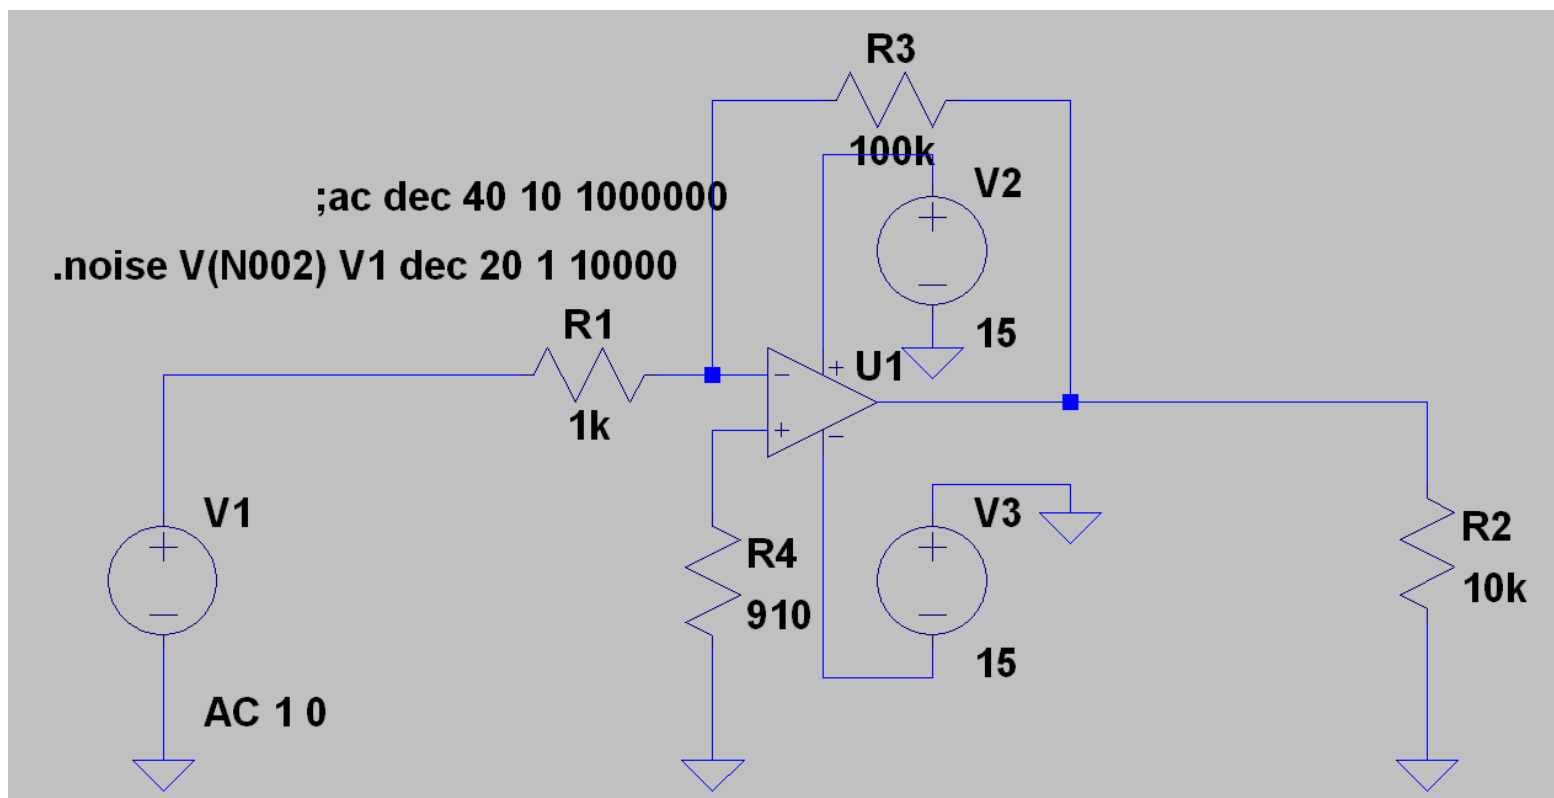 R3
100k
;ac dec 40 10 1000000
V2
.noise V(N002) V1 dec 20 1 10000
R1
15
U1
1k
V1
V3
R2
R4
10k
910
15
AC 1 0